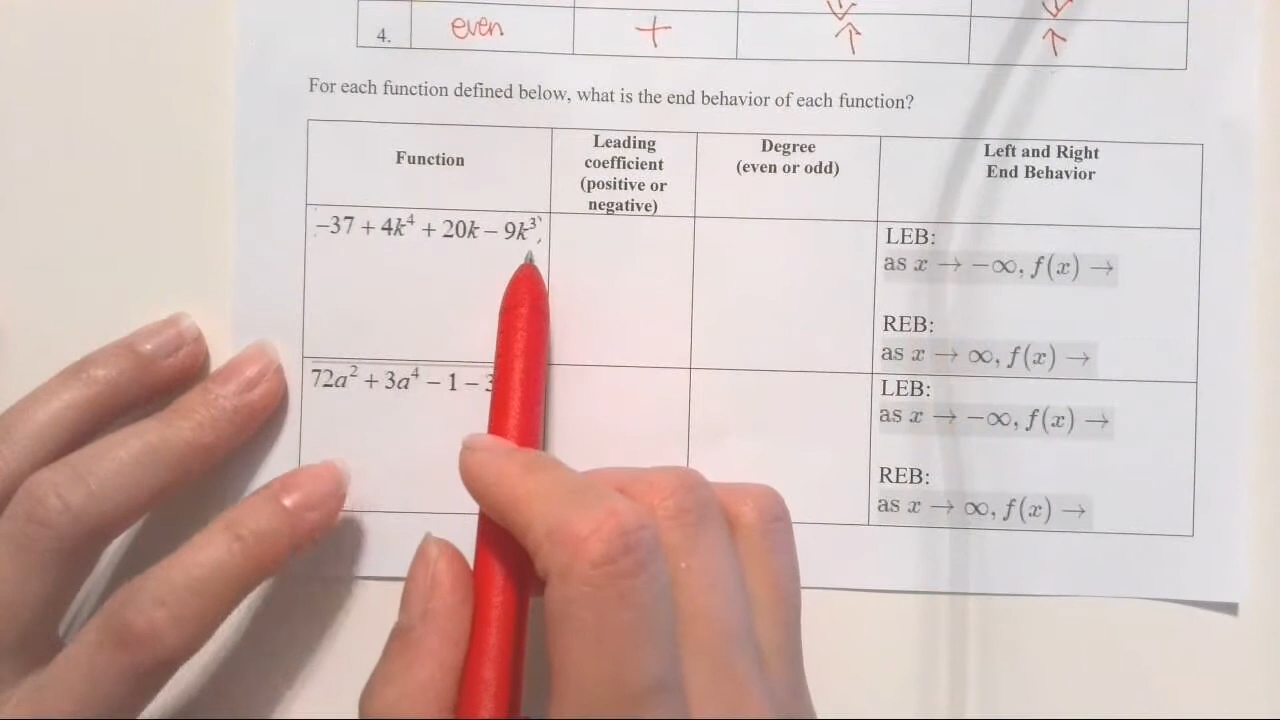 4. even + ↑ ↑
For each function defined below, what is the end behavior of each function?
Function
Leading
coefficient
(positive or
negative)
Degree
(even or odd)
Left and Right
End Behavior
−37 + 4k⁴ + 20k − 9k³
LEB:
as x → −∞, f(x) →
REB:
as x → ∞, f(x) →
72a² + 3a⁴ − 1 −
LEB:
as x → −∞, f(x) →
REB:
as x → ∞, f(x) →